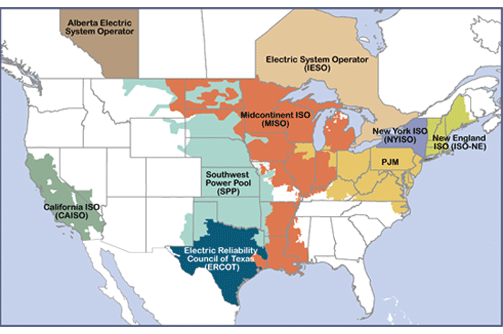 Alberta Electric
System Operator
Electric System Operator
(IESO)
Midcontinent ISO
(MISO)
New York ISO
(NYISO)
New England
ISO (ISO-NE)
PJM
Southwest
Power Pool
(SPP)
California ISO
(CAISO)
Electric Reliability
Council of Texas
(ERCOT)